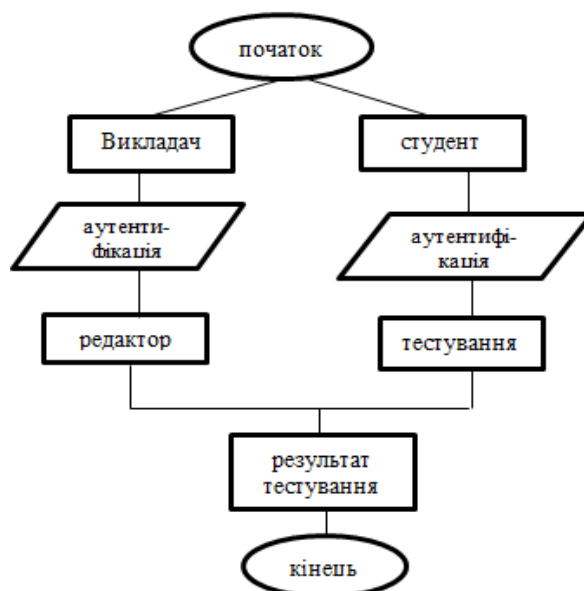 початок
Викладач
студент
аутенти-
фікація
аутентифі-
кація
редактор
тестування
результат
тестування
кінець